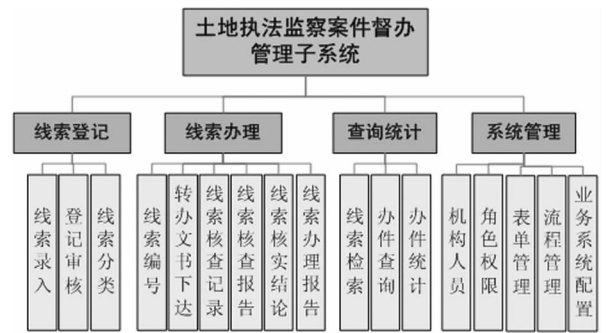 土地执法监察案件督办
管理子系统
线索登记
线索办理
查询统计
系统管理
线索录入
登记审核
线索分类
线索编号
转办文书下达
线索核查记录
线索核查报告
线索核实结论
线索办理报告
线索检索
办件查询
办件统计
机构人员
角色权限
表单管理
流程管理
业务系统配置